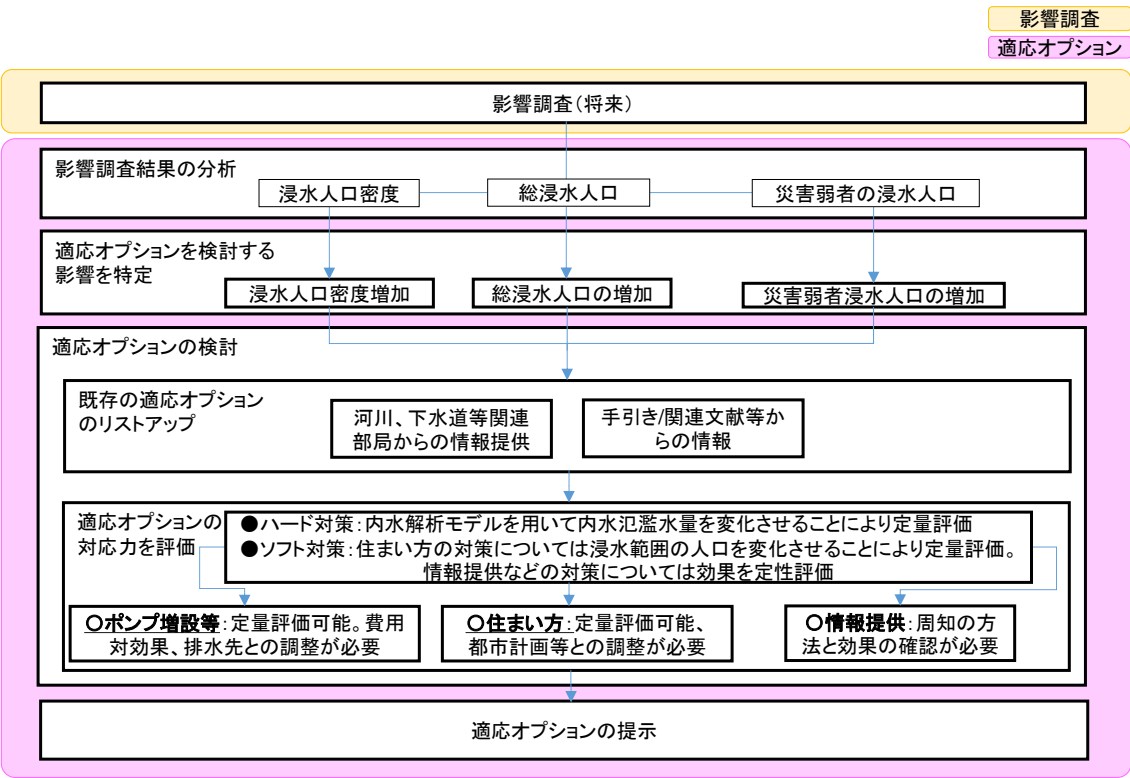 影響調査
適応オプション
影響調査(将来)
影響調査結果の分析
浸水人口密度
総浸水人口
災害弱者の浸水人口
適応オプションを検討する
影響を特定
浸水人口密度増加
総浸水人口の増加
災害弱者浸水人口の増加
適応オプションの検討
既存の適応オプション
のリストアップ
河川、下水道等関連
部局からの情報提供
手引き/関連文献等か
らの情報
適応オプションの
対応力を評価
●ハード対策:内水解析モデルを用いて内水氾濫水量を変化させることにより定量評価
●ソフト対策:住まい方の対策については浸水範囲の人口を変化させることにより定量評価。
情報提供などの対策については効果を定性評価
〇ポンプ増設等:定量評価可能。費用
対効果、排水先との調整が必要
〇住まい方:定量評価可能、
都市計画等との調整が必要
〇情報提供:周知の方
法と効果の確認が必要
適応オプションの提示